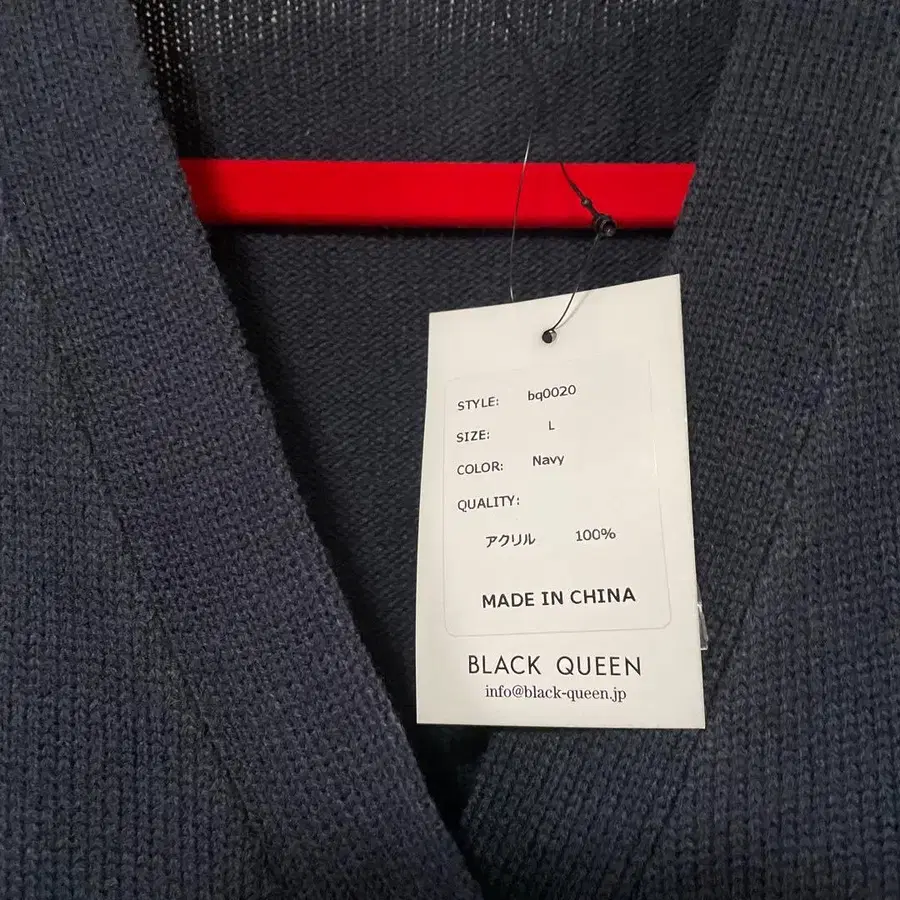 STYLE: bq0020
SIZE: L
COLOR: Navy
QUALITY:
アクリル 100%
MADE IN CHINA
BLACK QUEEN
info@black-queen.jp